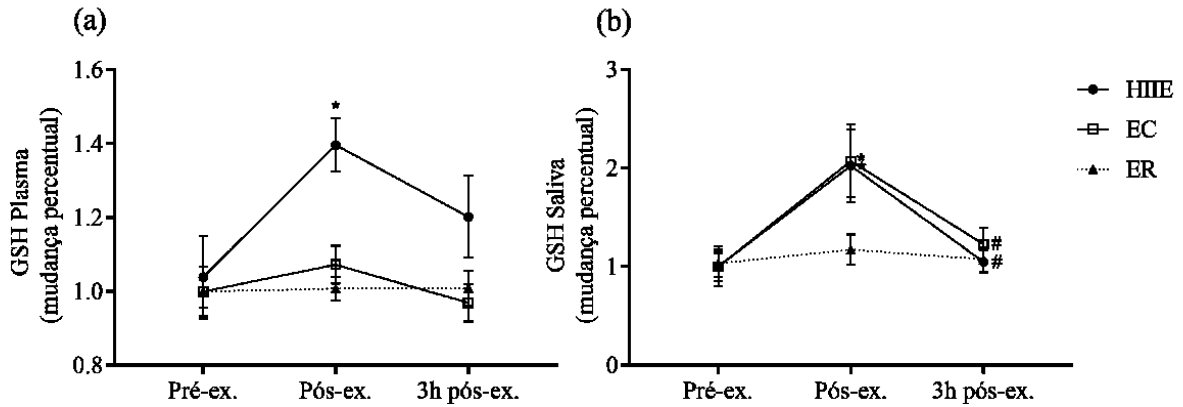 (a)
GSH Plasma
(mudança percentual)
1.6
1.4
1.2
1.0
0.8
*
Pré-ex.
Pós-ex.
3h pós-ex.
(b)
GSH Saliva
(mudança percentual)
3
2
1
0
*
*
#
#
Pré-ex.
Pós-ex.
3h pós-ex.
HIIE
EC
ER